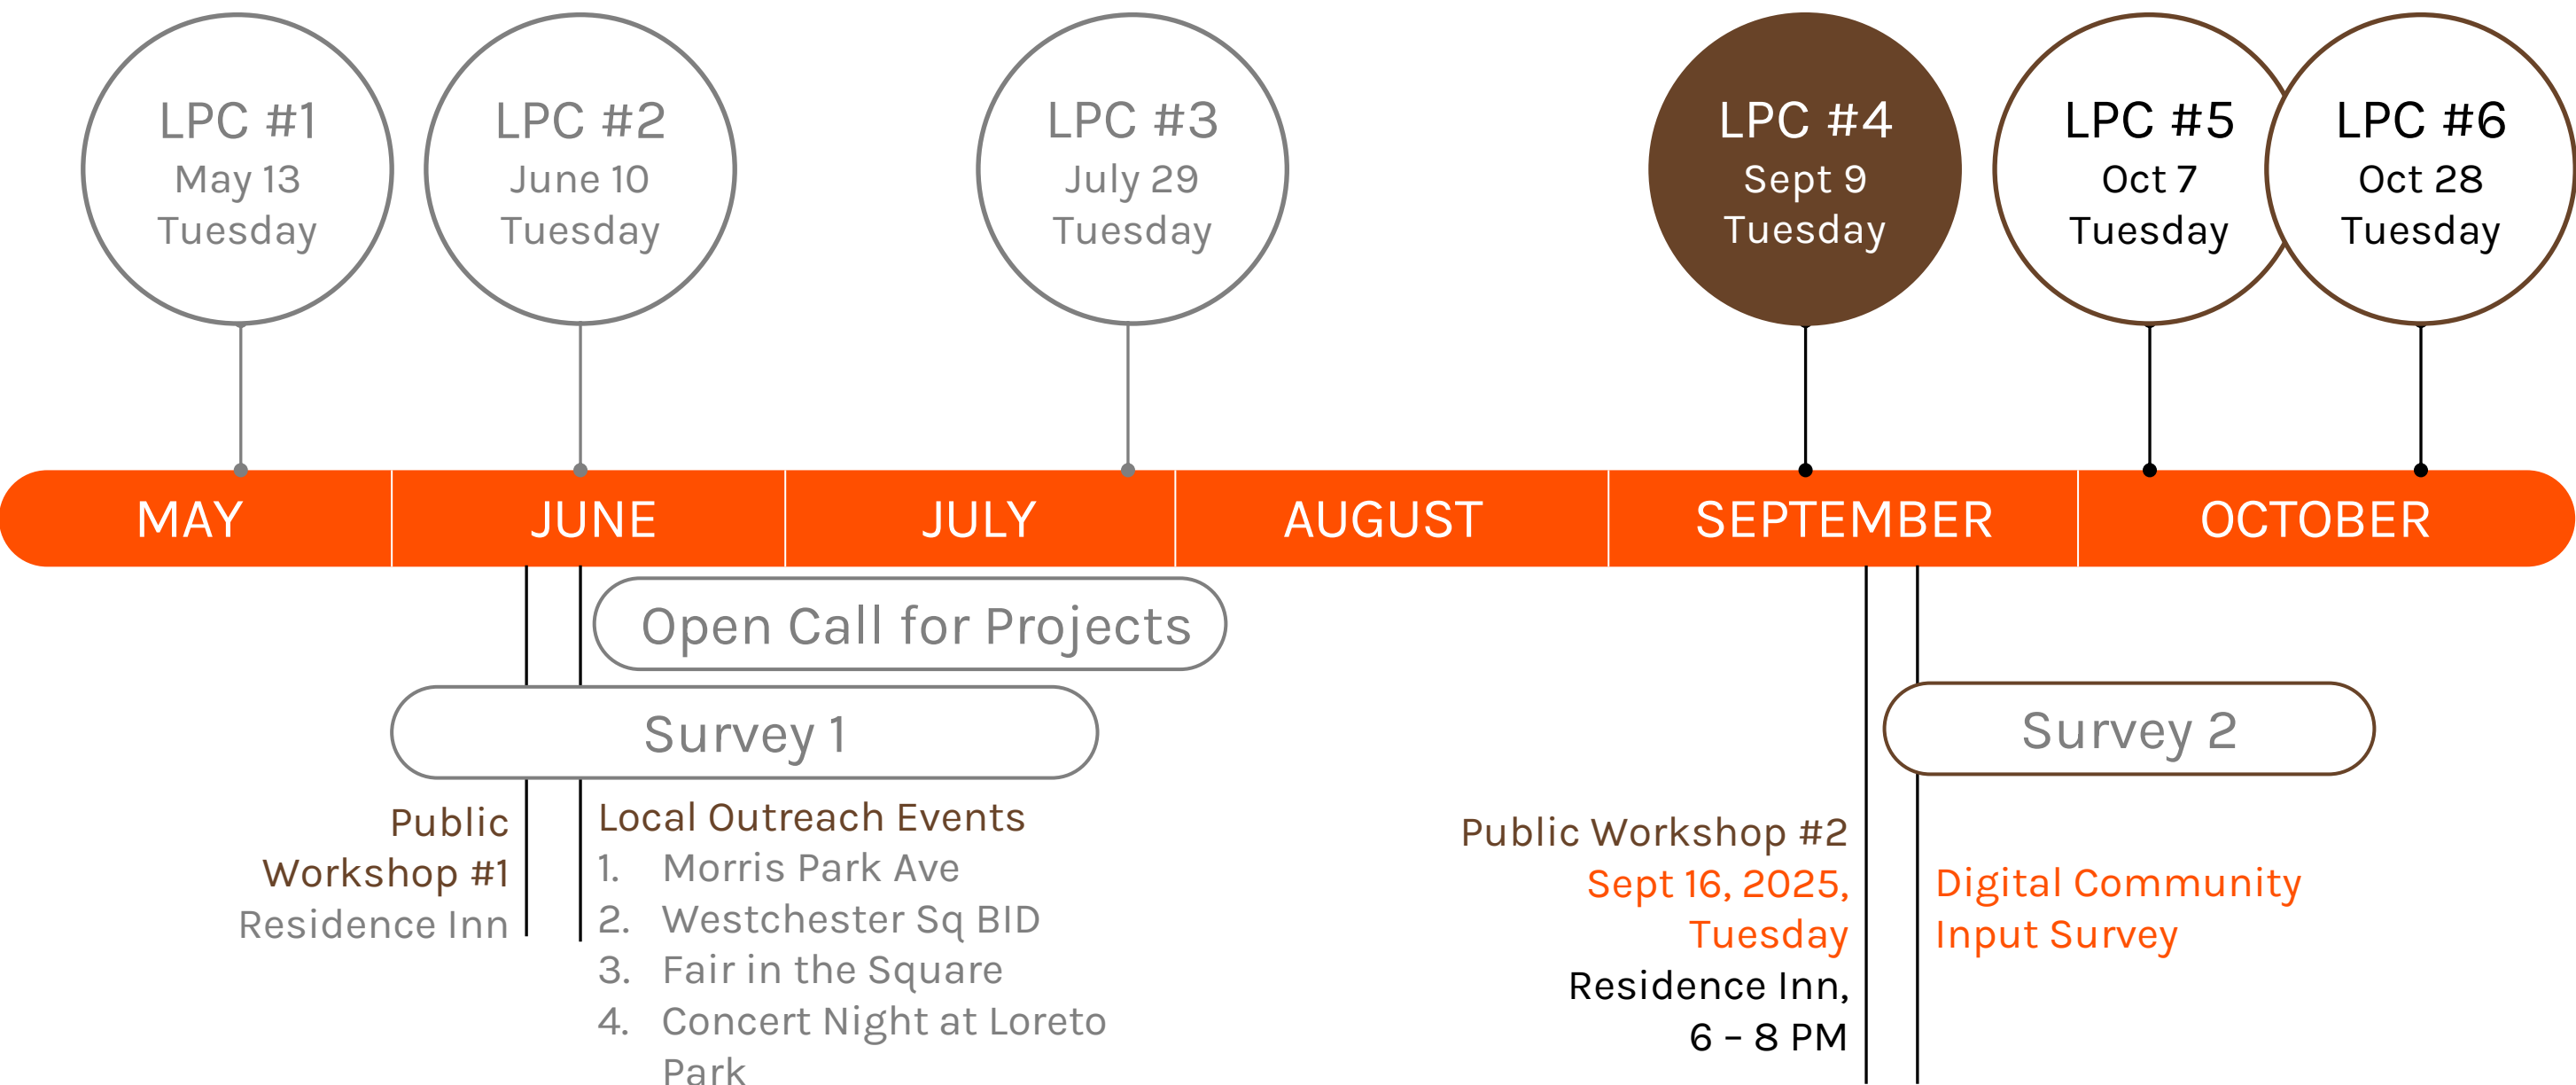 LPC #1
May 13
Tuesday
LPC #2
June 10
Tuesday
LPC #3
July 29
Tuesday
LPC #4
Sept 9
Tuesday
LPC #5
Oct 7
Tuesday
LPC #6
Oct 28
Tuesday
MAY
JUNE
JULY
AUGUST
SEPTEMBER
OCTOBER
Open Call for Projects
Survey 1
Survey 2
Public
Workshop #1
Residence Inn
Local Outreach Events
1. Morris Park Ave
2. Westchester Sq BID
3. Fair in the Square
4. Concert Night at Loreto
Park
Public Workshop #2
Sept 16, 2025,
Tuesday
Residence Inn,
6 – 8 PM
Digital Community
Input Survey